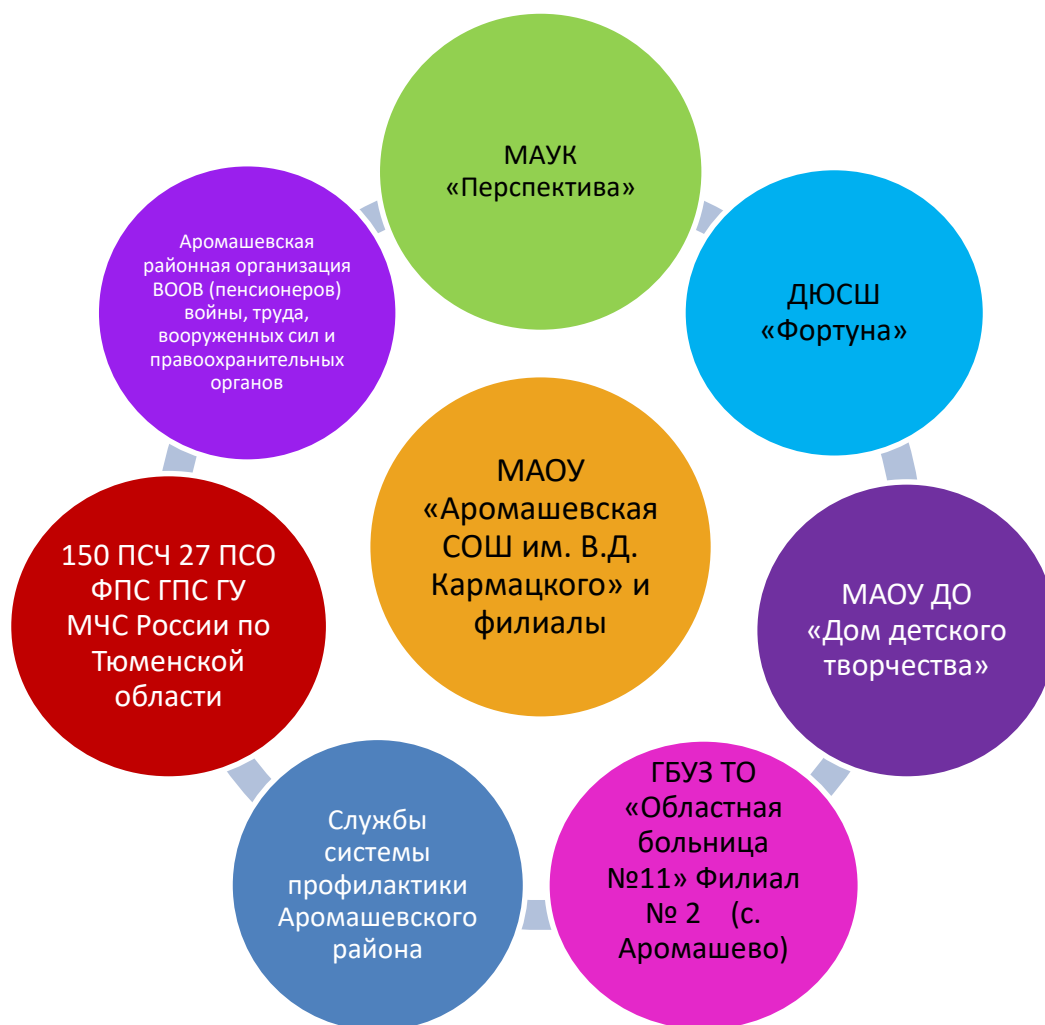 МАУК
«Перспектива»
Аромашевская
районная организация
ВООВ (пенсионеров)
войны, труда,
вооруженных сил и
правоохранительных
органов
ДЮСШ
«Фортуна»
МАОУ
«Аромашевская
СОШ им. В.Д.
Кармацкого» и
филиалы
150 ПСЧ 27 ПСО
ФПС ГПС ГУ
МЧС России по
Тюменской
области
МАОУ ДО
«Дом детского
творчества»
Службы
системы
профилактики
Аромашевского
района
ГБУЗ ТО
«Областная
больница
№11» Филиал
№ 2 (с.
Аромашево)